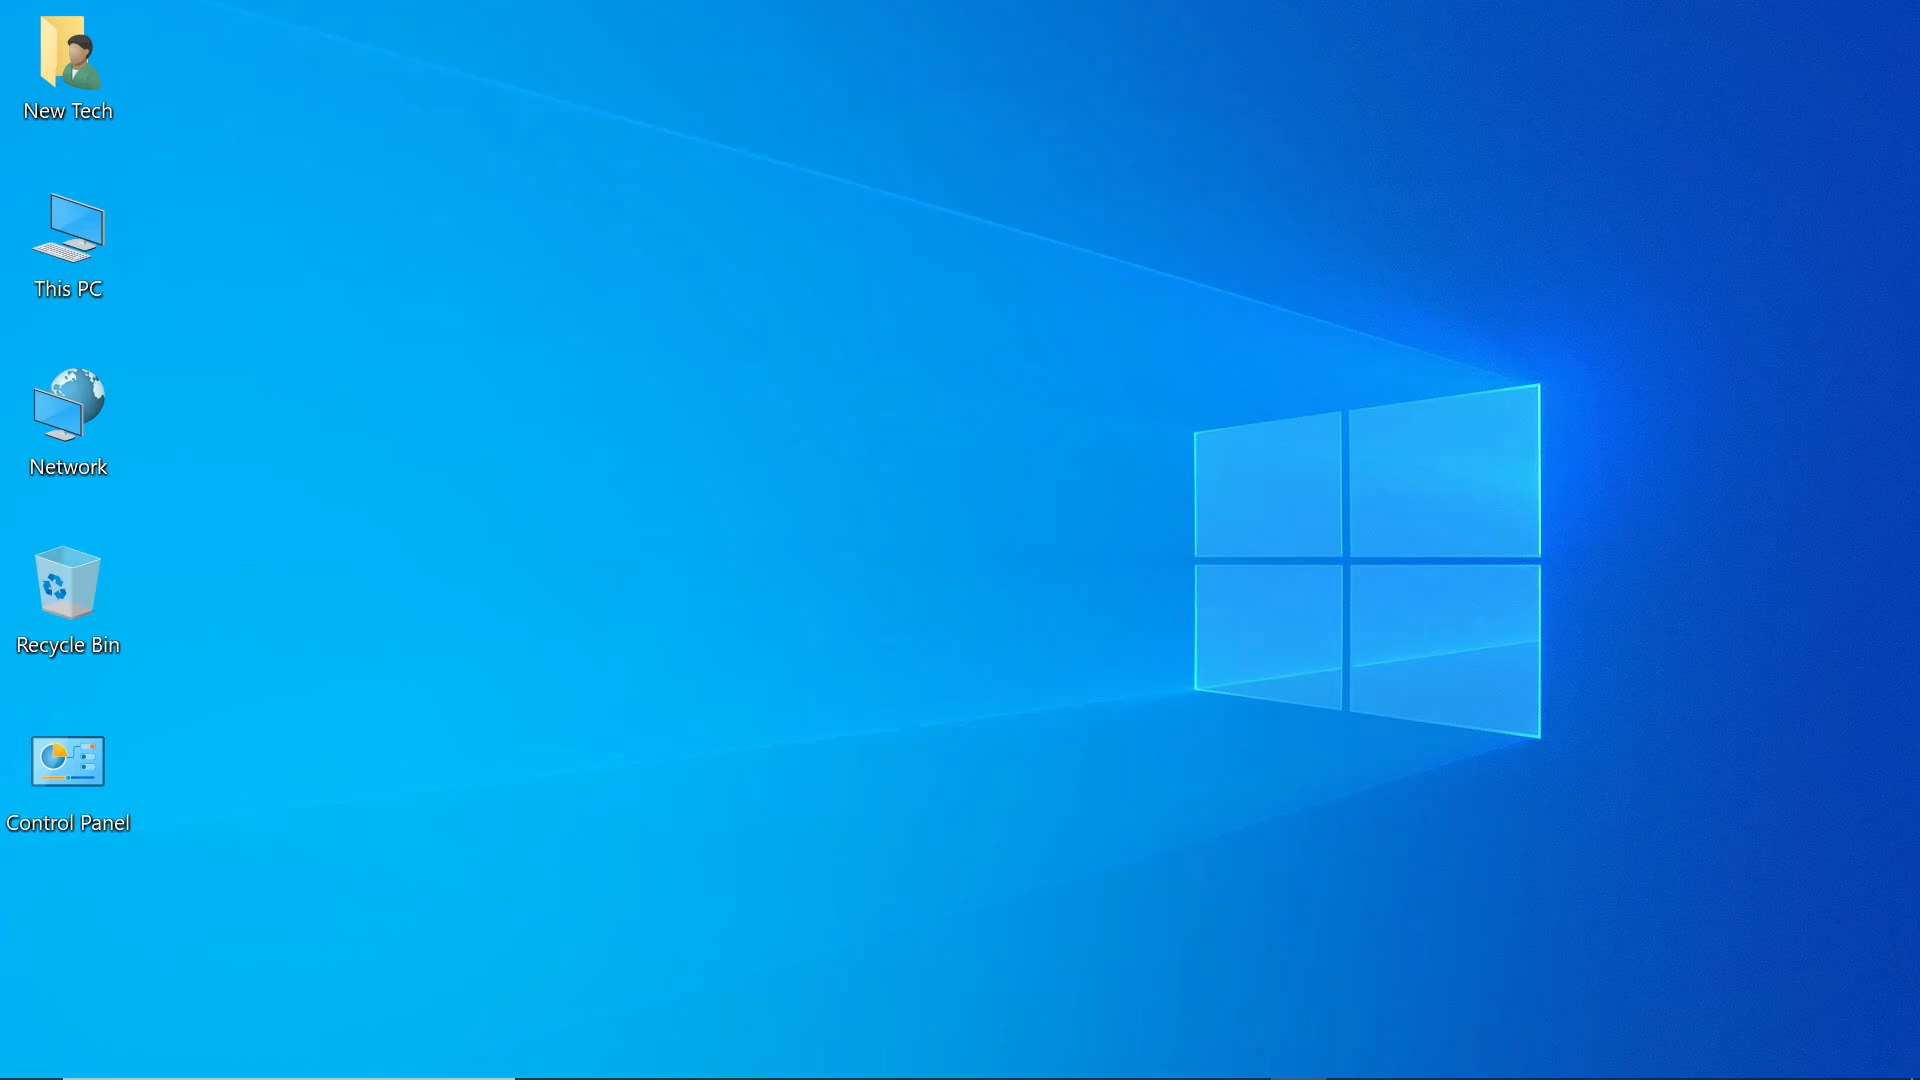 New Tech
This PC
Network
Recycle Bin
Control Panel